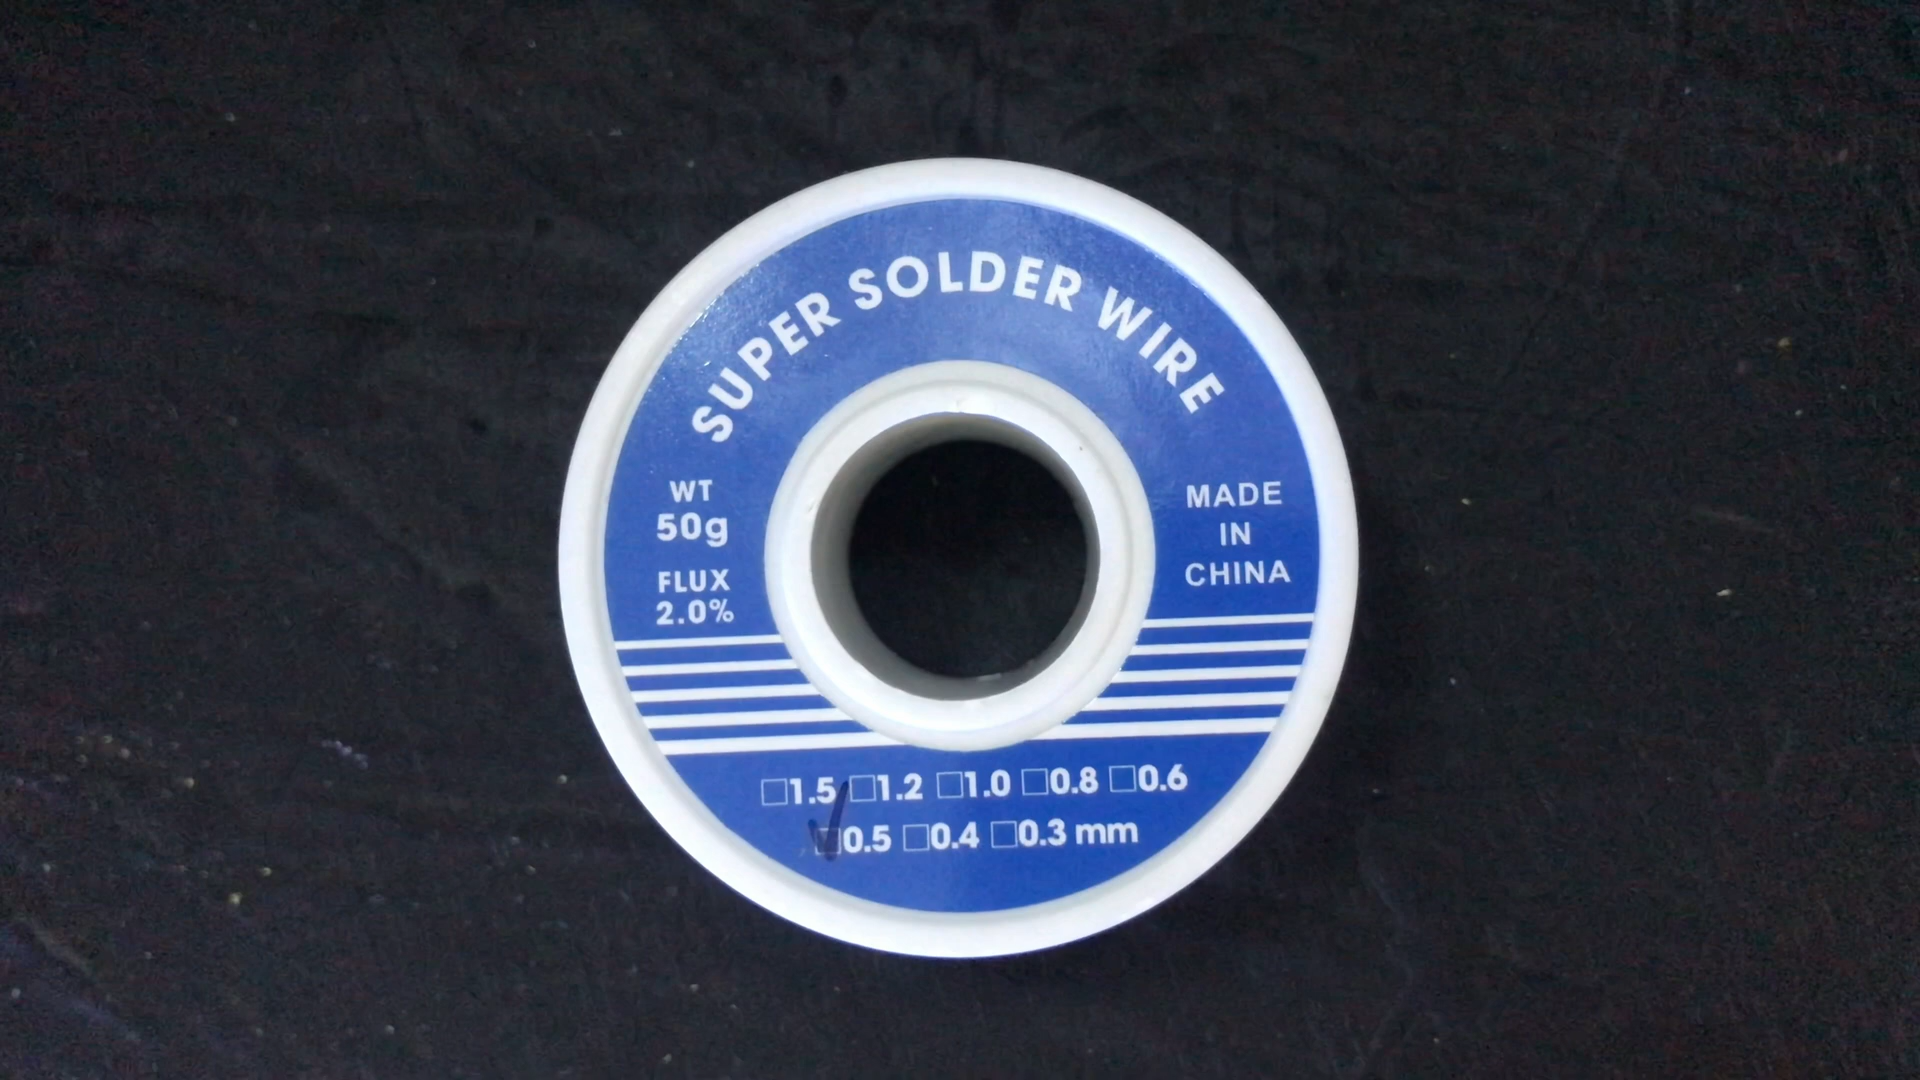 SUPER SOLDER WIRE
WT
50g
FLUX
2.0%
MADE
IN
CHINA
□1.5 □1.2 □1.0 □0.8 □0.6
☑0.5 □0.4 □0.3 mm